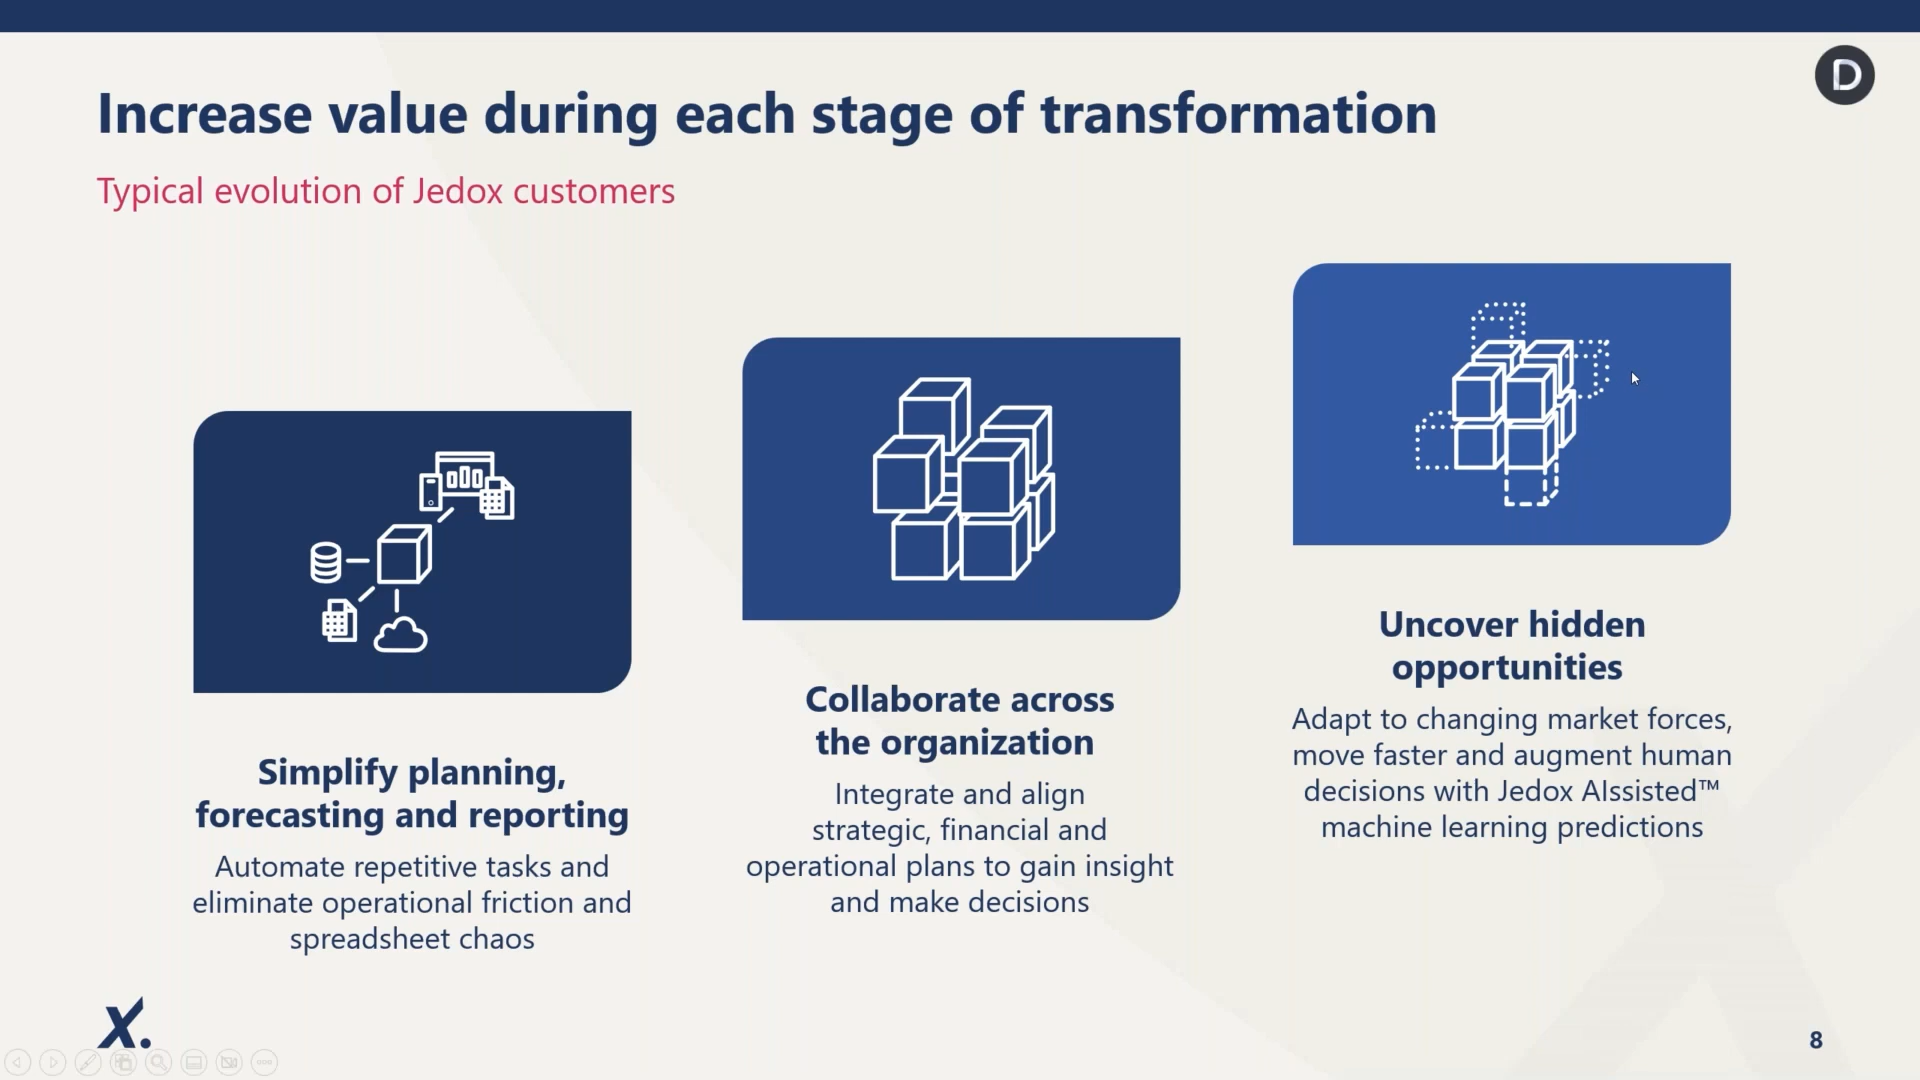 D
Increase value during each stage of transformation
Typical evolution of Jedox customers
Simplify planning,
forecasting and reporting
Automate repetitive tasks and
eliminate operational friction and
spreadsheet chaos
Collaborate across
the organization
Integrate and align
strategic, financial and
operational plans to gain insight
and make decisions
Uncover hidden
opportunities
Adapt to changing market forces,
move faster and augment human
decisions with Jedox AIssisted™
machine learning predictions
X.
8